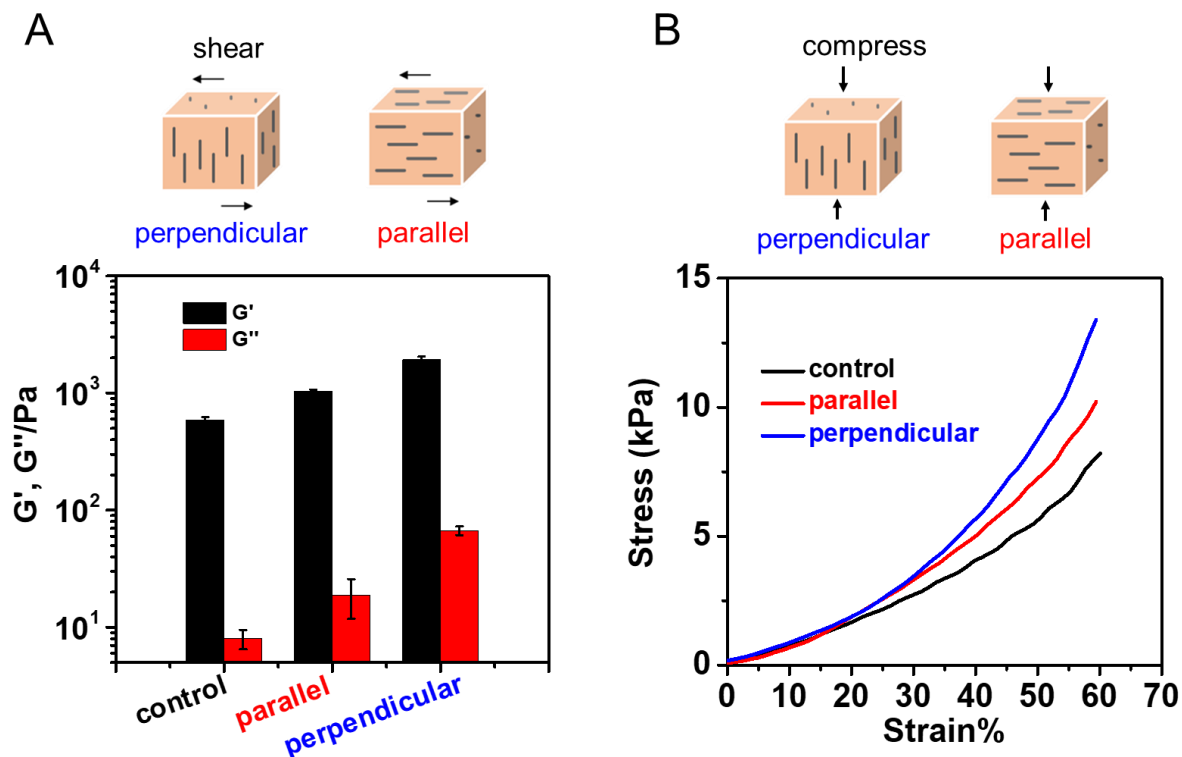 A
shear
perpendicular
parallel
G', G''/Pa
10⁴
10³
10²
10¹
G'
G''
control
parallel
perpendicular
B
compress
perpendicular
parallel
Stress (kPa)
15
10
5
0
control
parallel
perpendicular
0 10 20 30 40 50 60 70
Strain%